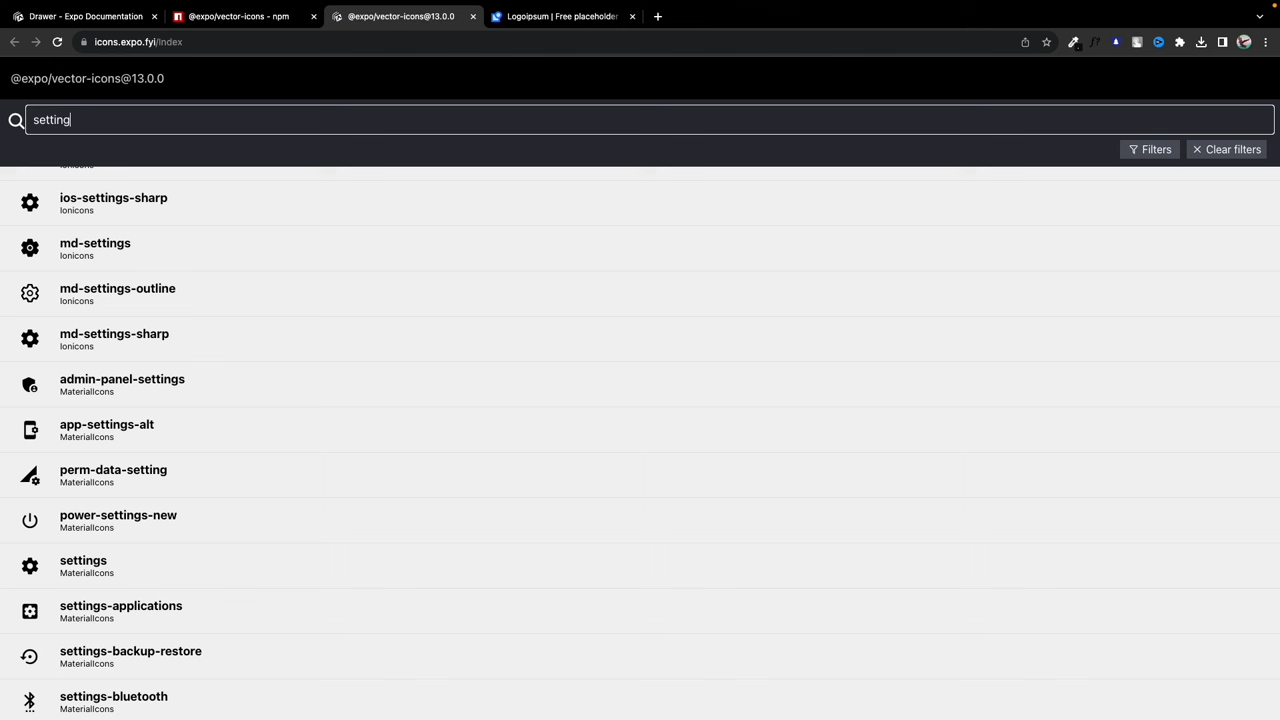 Drawer - Expo Documentation
@expo/vector-icons - npm
@expo/vector-icons@13.0.0
Logoipsum | Free placeholder
icons.expo.fyi/Index
@expo/vector-icons@13.0.0
setting
Filters
Clear filters
Ionicons
ios-settings-sharp
Ionicons
md-settings
Ionicons
md-settings-outline
Ionicons
md-settings-sharp
Ionicons
admin-panel-settings
MaterialIcons
app-settings-alt
MaterialIcons
perm-data-setting
MaterialIcons
power-settings-new
MaterialIcons
settings
MaterialIcons
settings-applications
MaterialIcons
settings-backup-restore
MaterialIcons
settings-bluetooth
MaterialIcons